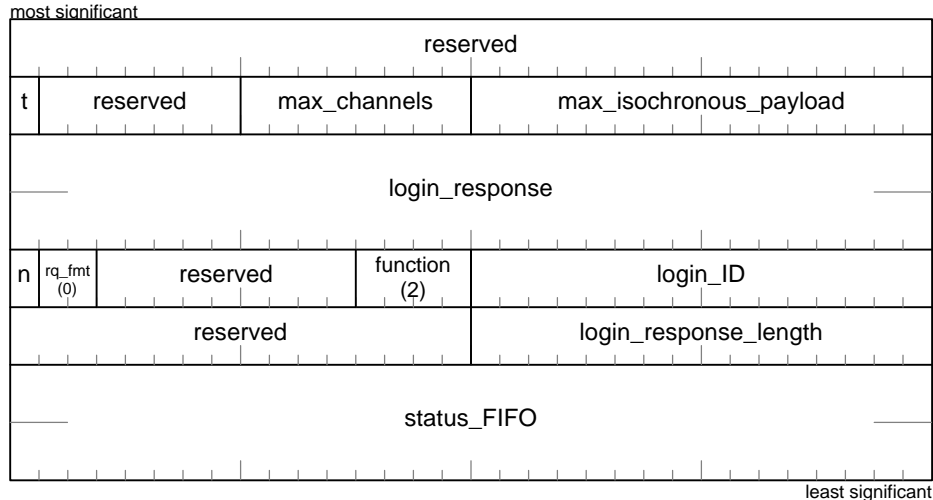 most significant
reserved
t reserved max_channels max_isochronous_payload
login_response
n rq_fmt (0) reserved function (2) login_ID
reserved login_response_length
status_FIFO
least significant